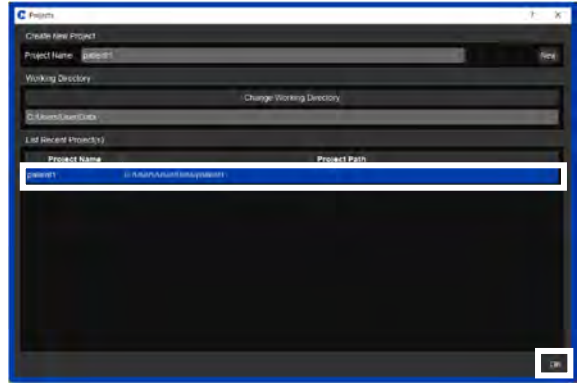 Projects ? ×
Create New Project
Project Name patient1 New
Working Directory
Change Working Directory
C:/Users/User/Data
List Recent Project(s)
Project Name Project Path
patient1 C:/Users/User/Data/patient1